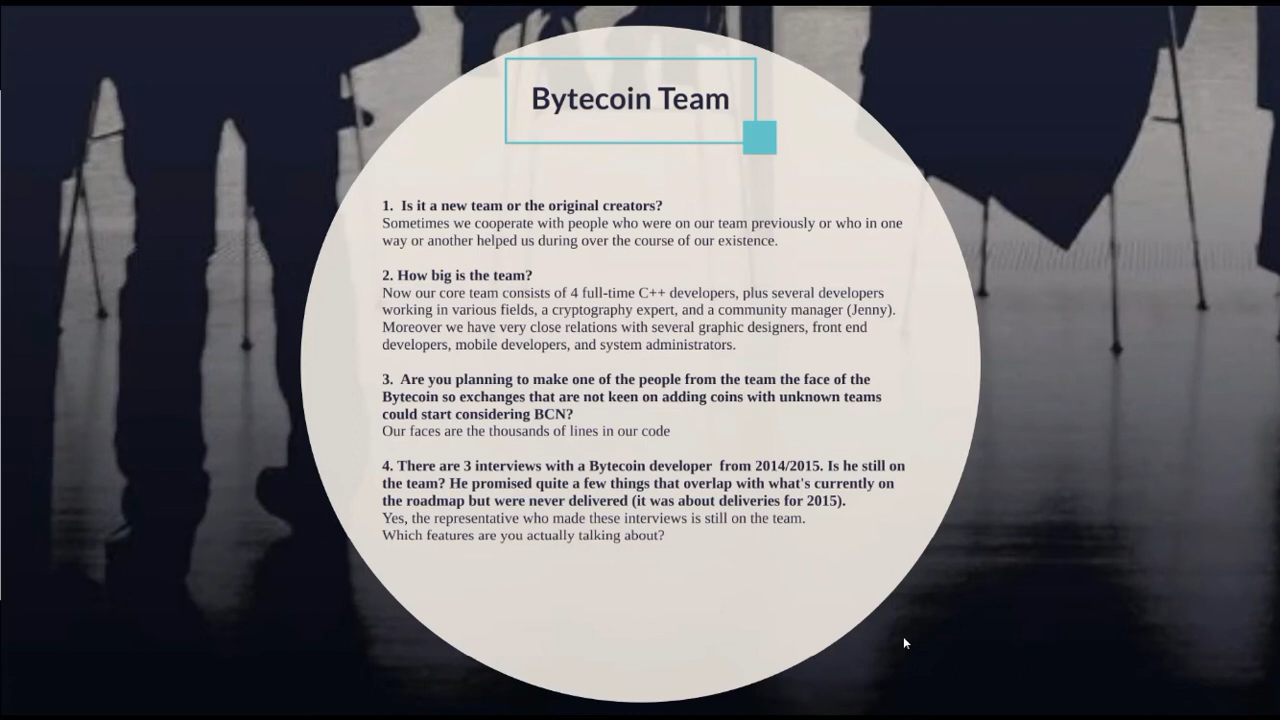 Bytecoin Team
1.  Is it a new team or the original creators?
Sometimes we cooperate with people who were on our team previously or who in one
way or another helped us during over the course of our existence.
2. How big is the team?
Now our core team consists of 4 full-time C++ developers, plus several developers
working in various fields, a cryptography expert, and a community manager (Jenny).
Moreover we have very close relations with several graphic designers, front end
developers, mobile developers, and system administrators.
3.  Are you planning to make one of the people from the team the face of the
Bytecoin so exchanges that are not keen on adding coins with unknown teams
could start considering BCN?
Our faces are the thousands of lines in our code
4. There are 3 interviews with a Bytecoin developer  from 2014/2015. Is he still on
the team? He promised quite a few things that overlap with what's currently on
the roadmap but were never delivered (it was about deliveries for 2015).
Yes, the representative who made these interviews is still on the team.
Which features are you actually talking about?